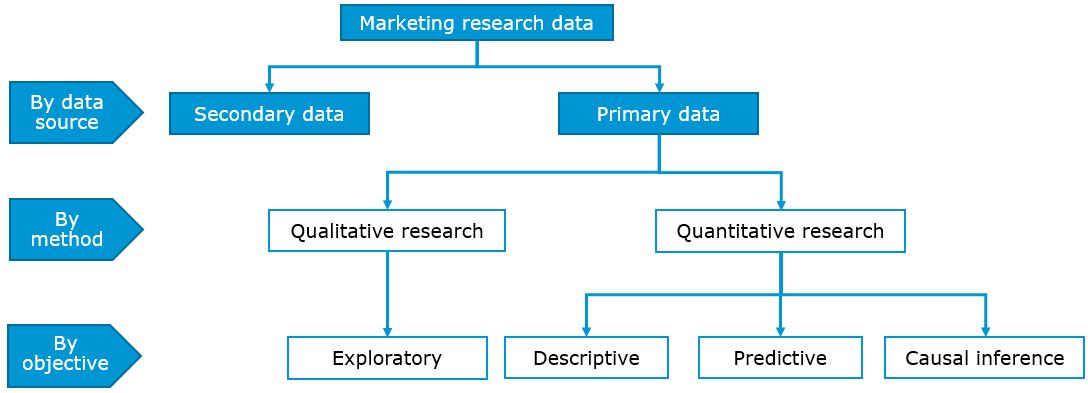 Marketing research data
By data
source
Secondary data
Primary data
By
method
Qualitative research
Quantitative research
By
objective
Exploratory
Descriptive
Predictive
Causal inference